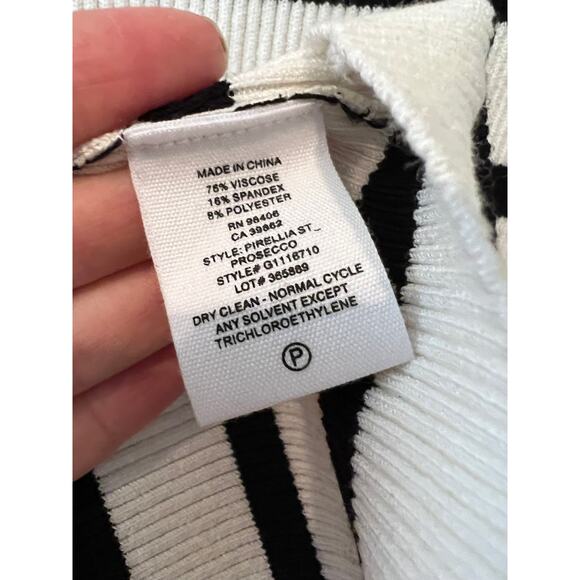 MADE IN CHINA
76% VISCOSE
16% SPANDEX
8% POLYESTER
RN 98406
CA 39862
STYLE: PIRELLIA ST_
PROSECCO
STYLE# G1116710
LOT# 365889
DRY CLEAN - NORMAL CYCLE
ANY SOLVENT EXCEPT
TRICHLOROETHYLENE
P